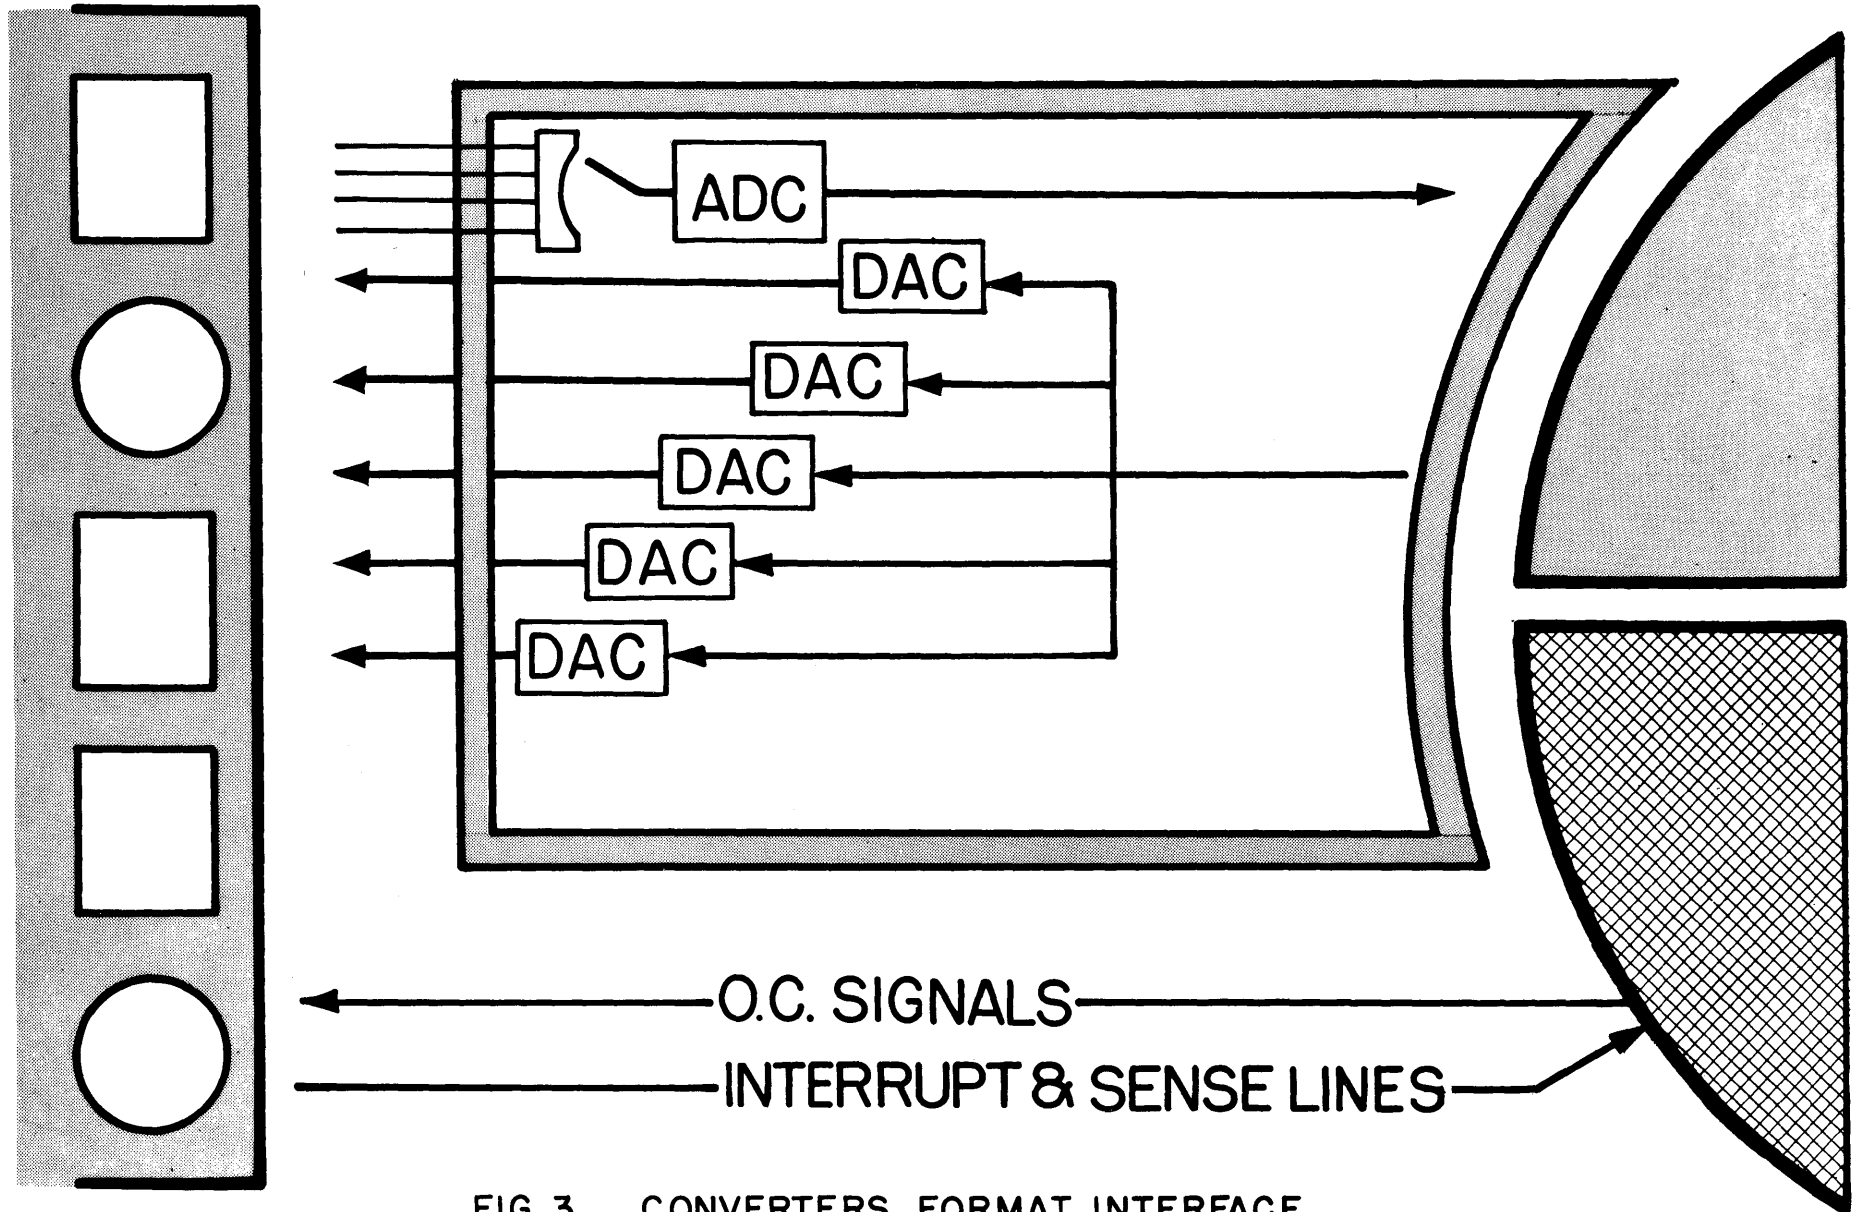 ADC
DAC
DAC
DAC
DAC
DAC
O.C. SIGNALS
INTERRUPT & SENSE LINES
FIG. 3 CONVERTERS, FORMAT INTERFACE